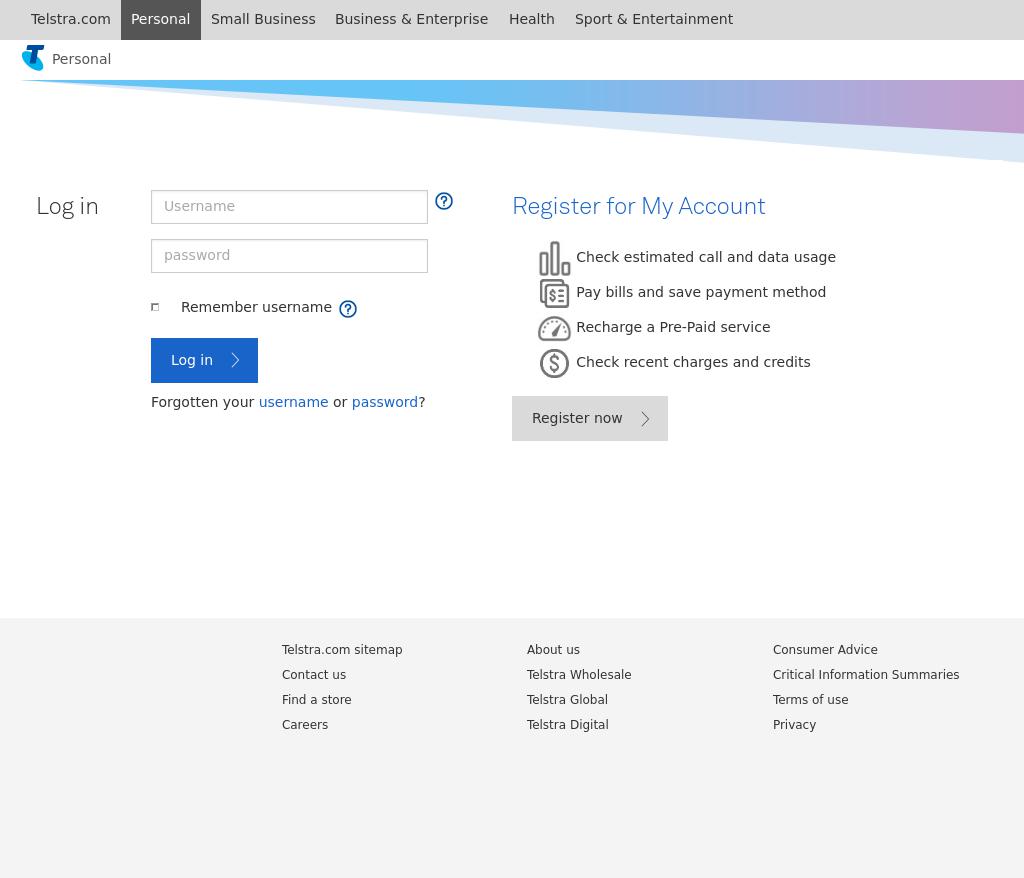 Telstra.com Personal Small Business Business & Enterprise Health Sport & Entertainment
T Personal
Log in
Username
password
Remember username
Log in
Forgotten your username or password?
Register for My Account
Check estimated call and data usage
Pay bills and save payment method
Recharge a Pre-Paid service
Check recent charges and credits
Register now
Telstra.com sitemap
Contact us
Find a store
Careers
About us
Telstra Wholesale
Telstra Global
Telstra Digital
Consumer Advice
Critical Information Summaries
Terms of use
Privacy